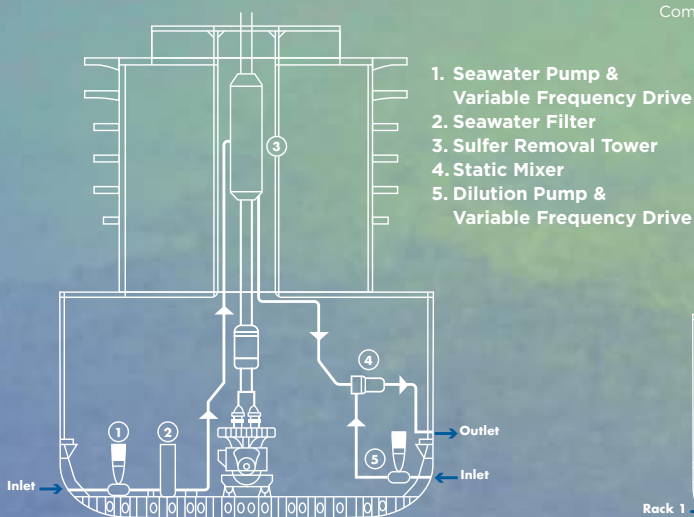 Com
1. Seawater Pump &
Variable Frequency Drive
2. Seawater Filter
3. Sulfer Removal Tower
4. Static Mixer
5. Dilution Pump &
Variable Frequency Drive
3
4
1
2
5
Outlet
Inlet
Inlet
Rack 1